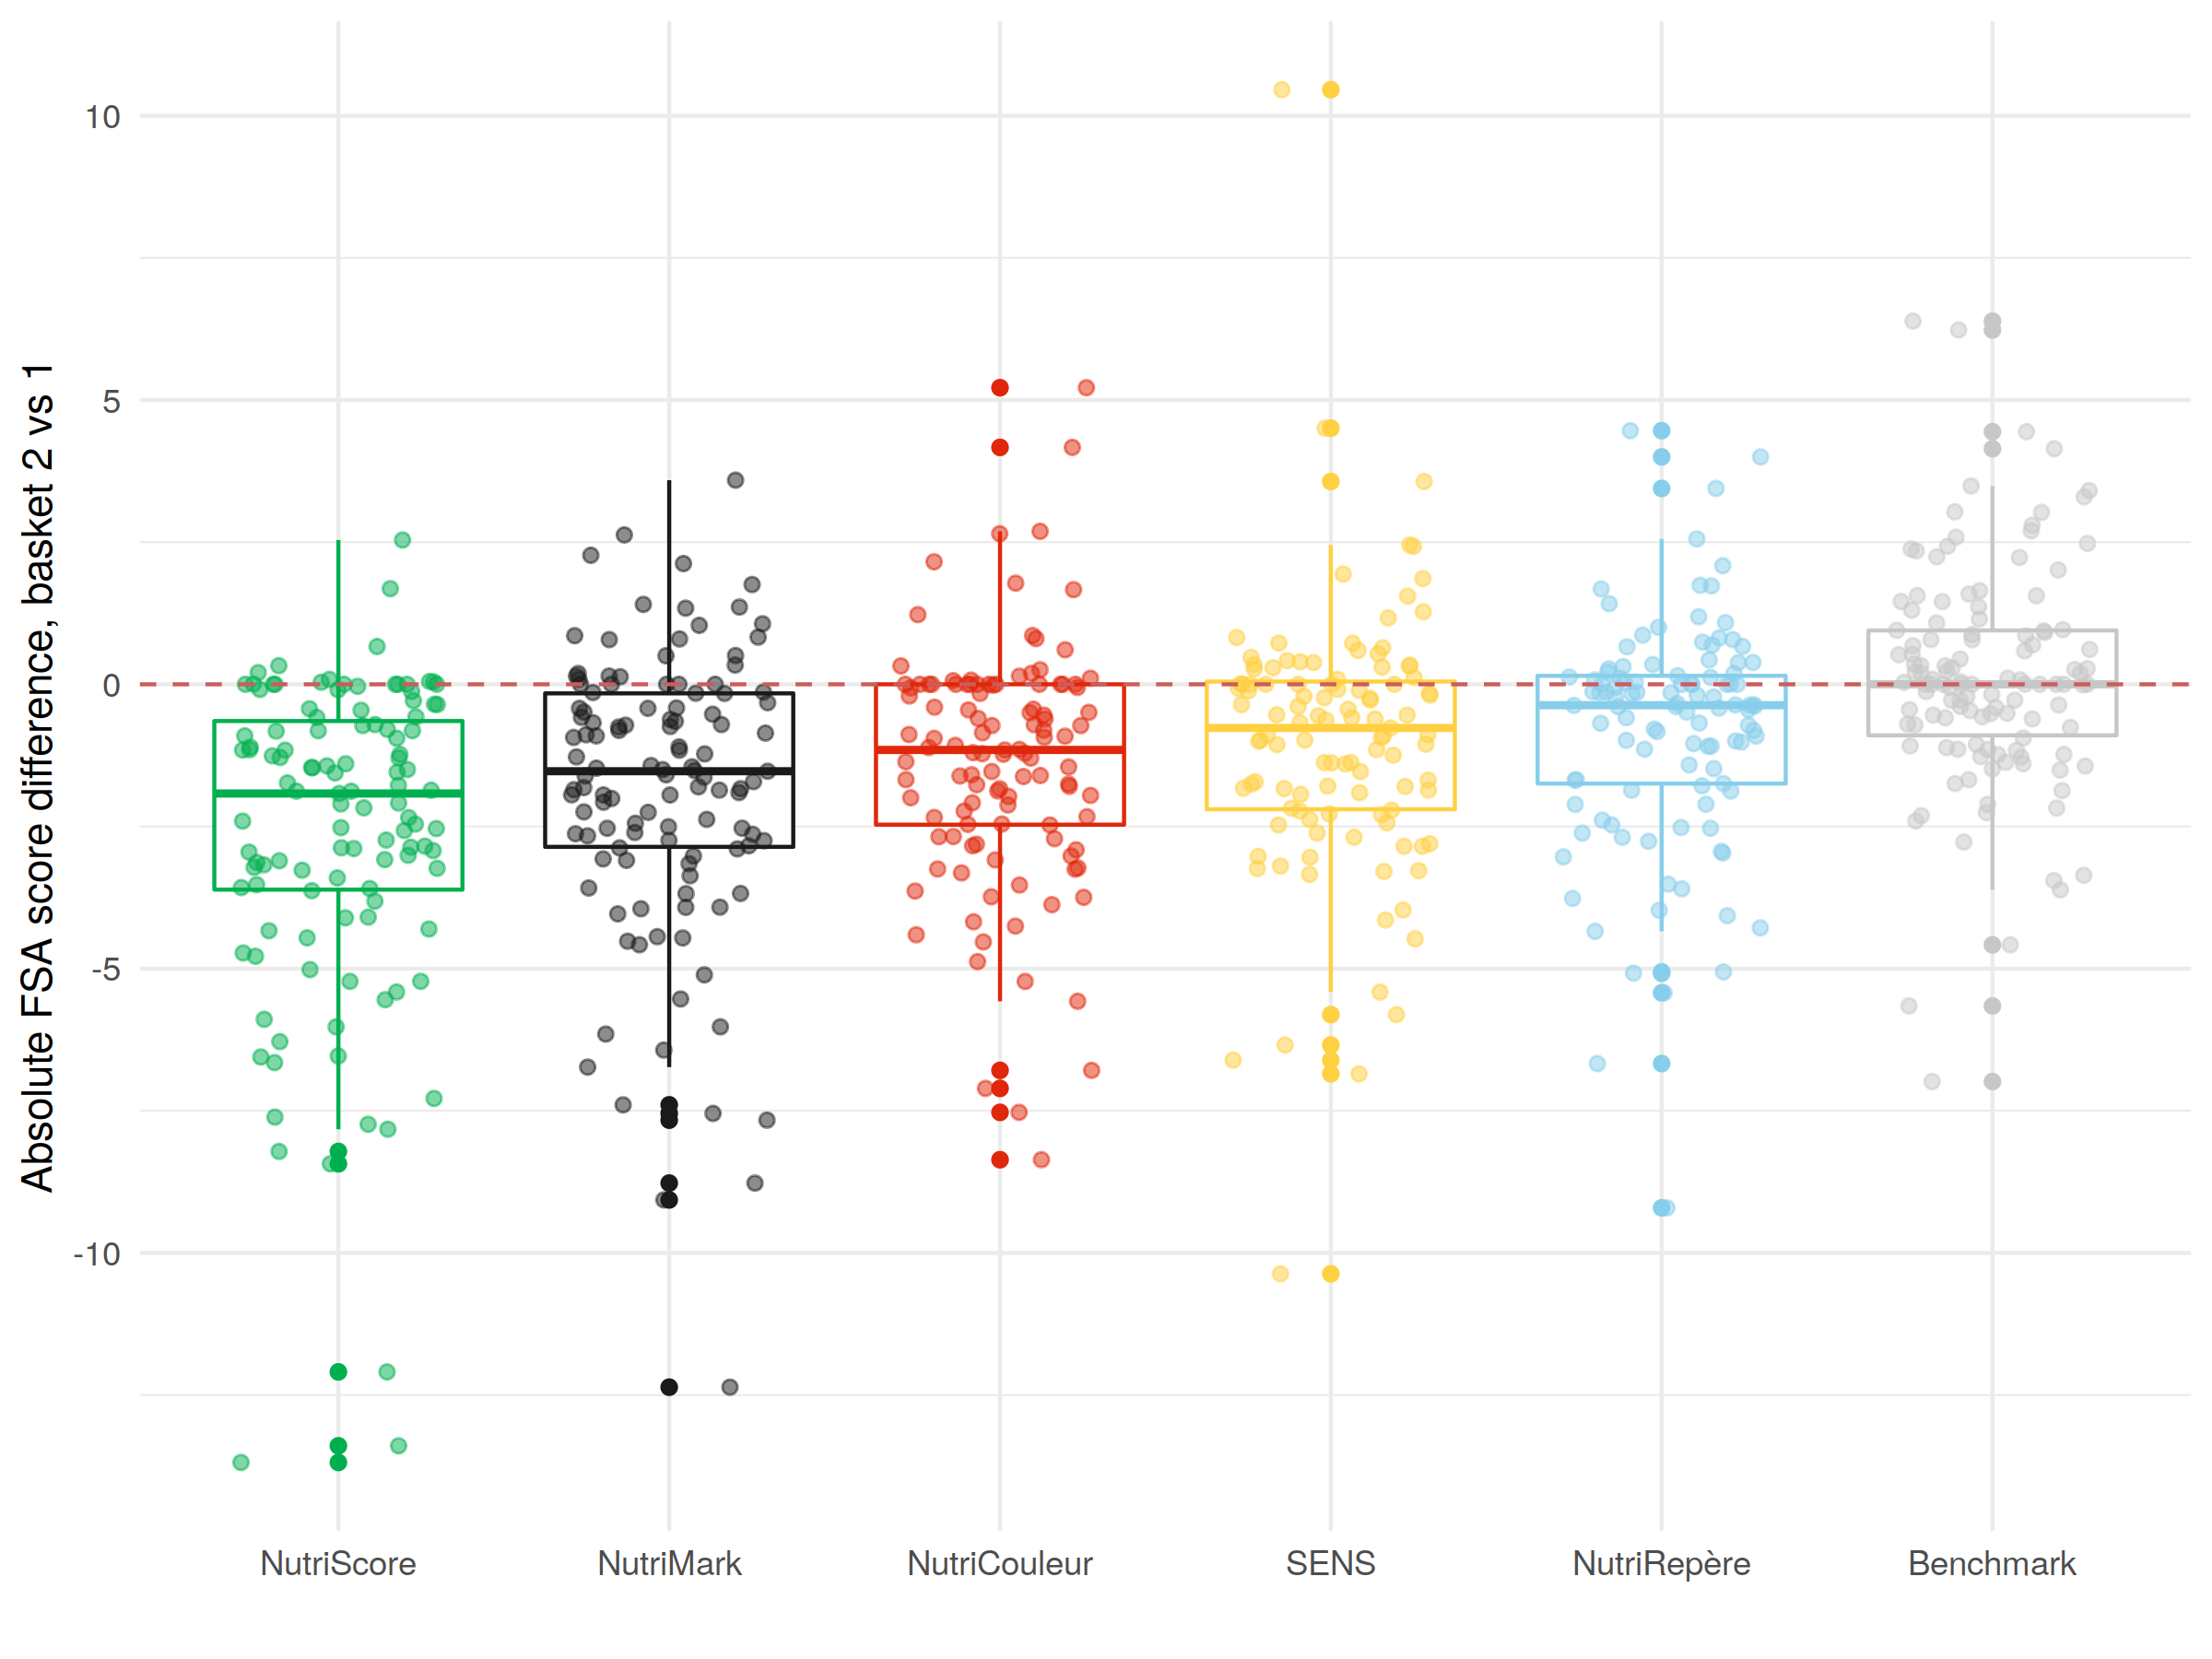 Absolute FSA score difference, basket 2 vs 1
10
5
0
-5
-10
NutriScore NutriMark NutriCouleur SENS NutriRepère Benchmark